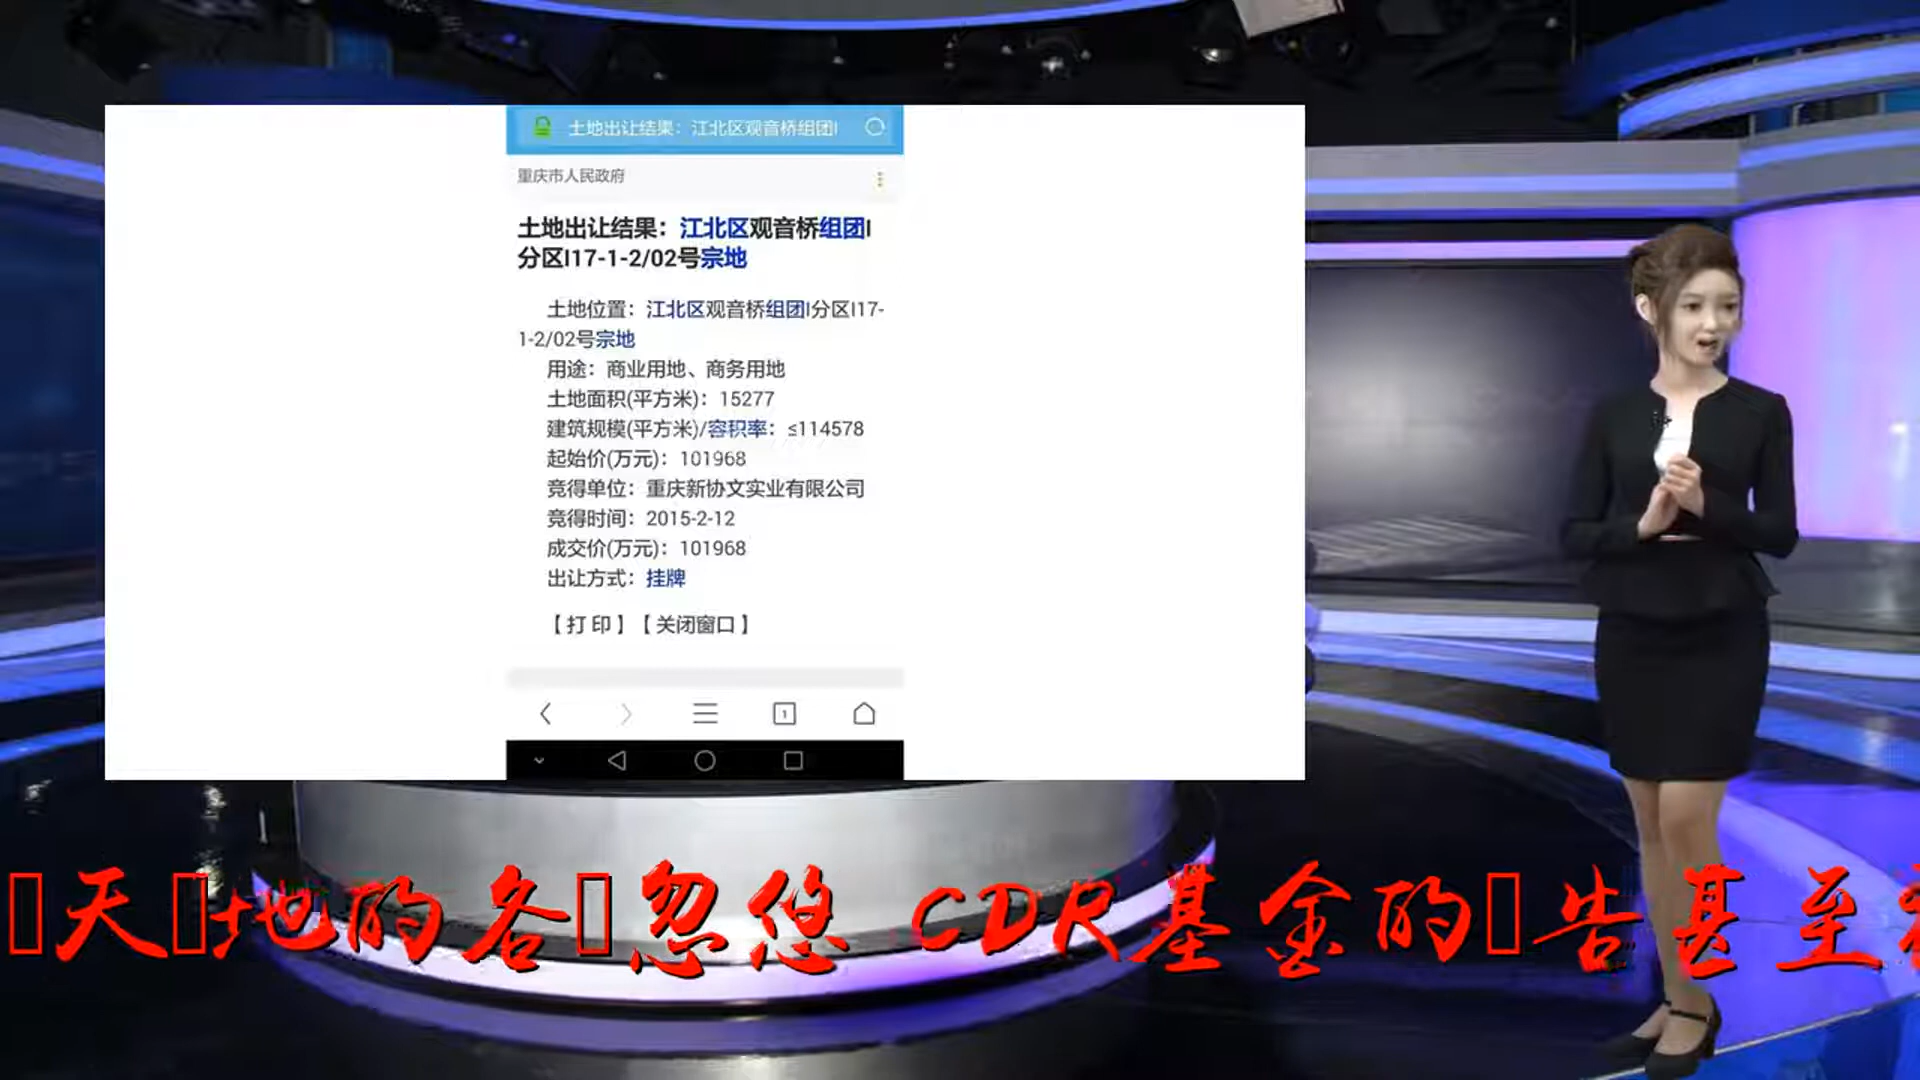 土地出让结果：江北区观音桥组团I
重庆市人民政府
土地出让结果：江北区观音桥组团I
分区I17-1-2/02号宗地
土地位置：江北区观音桥组团I分区I17-
1-2/02号宗地
用途：商业用地、商务用地
土地面积(平方米)：15277
建筑规模(平方米)/容积率：≤114578
起始价(万元)：101968
竞得单位：重庆新协文实业有限公司
竞得时间：2015-2-12
成交价(万元)：101968
出让方式：挂牌
【打印】【关闭窗口】
1
天 地的各 忽悠 CDR基金的 告甚至